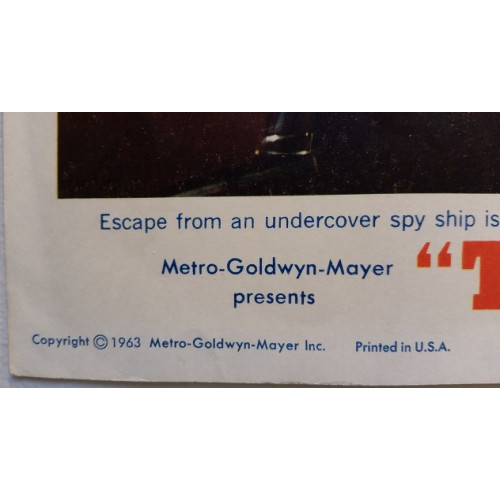 Escape from an undercover spy ship is
Metro-Goldwyn-Mayer
presents
“T
Copyright © 1963 Metro-Goldwyn-Mayer Inc. Printed in U.S.A.